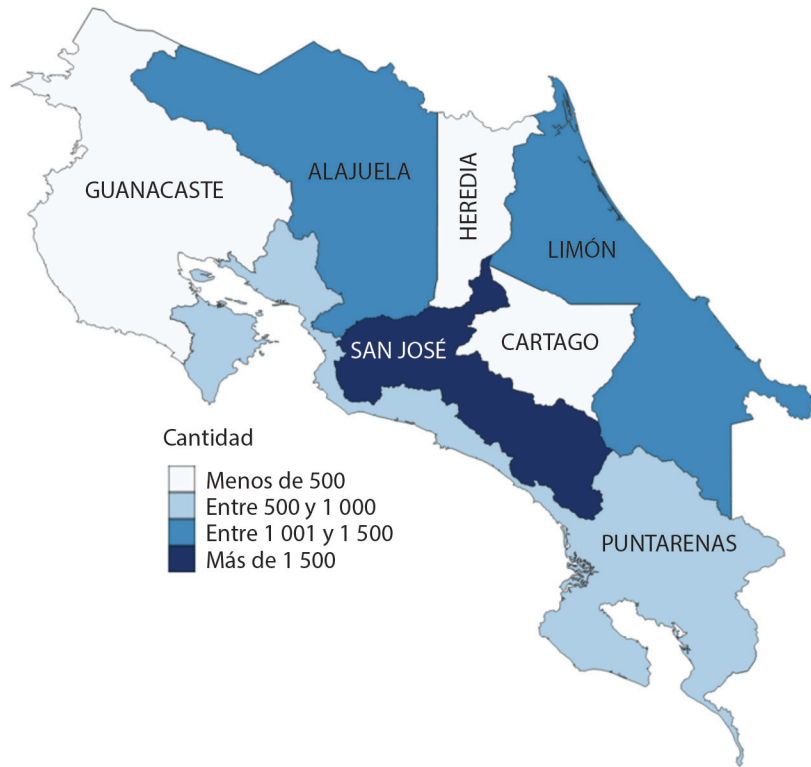 GUANACASTE
ALAJUELA
HEREDIA
LIMÓN
SAN JOSÉ
CARTAGO
PUNTARENAS
Cantidad
Menos de 500
Entre 500 y 1 000
Entre 1 001 y 1 500
Más de 1 500